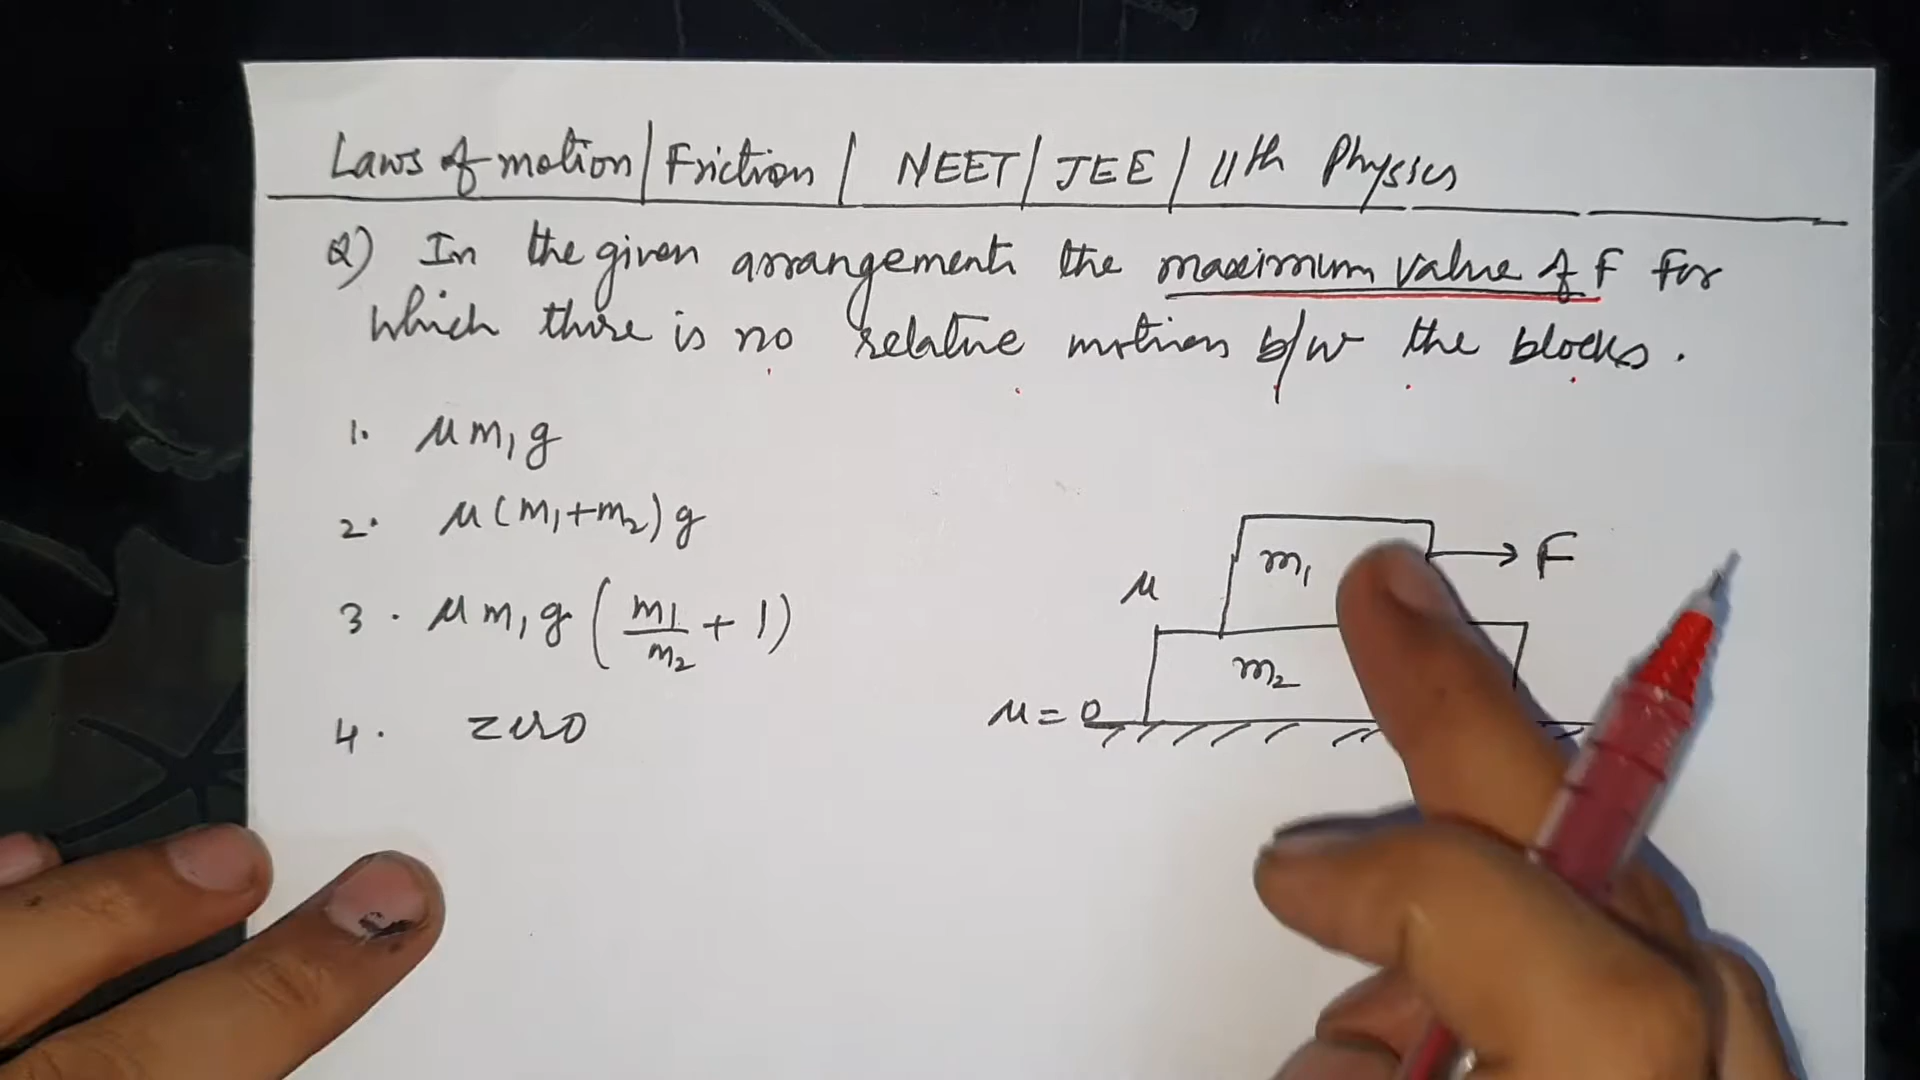 Laws of motion / Friction / NEET / JEE / 11th Physics
Q) In the given arrangement the maximum value of F for
which there is no relative motion b/w the blocks.
1. μ m₁ g
2. μ (m₁ + m₂) g
3. μ m₁ g (m₁/m₂ + 1)
4. zero
m₁ → F
μ
m₂
μ = 0